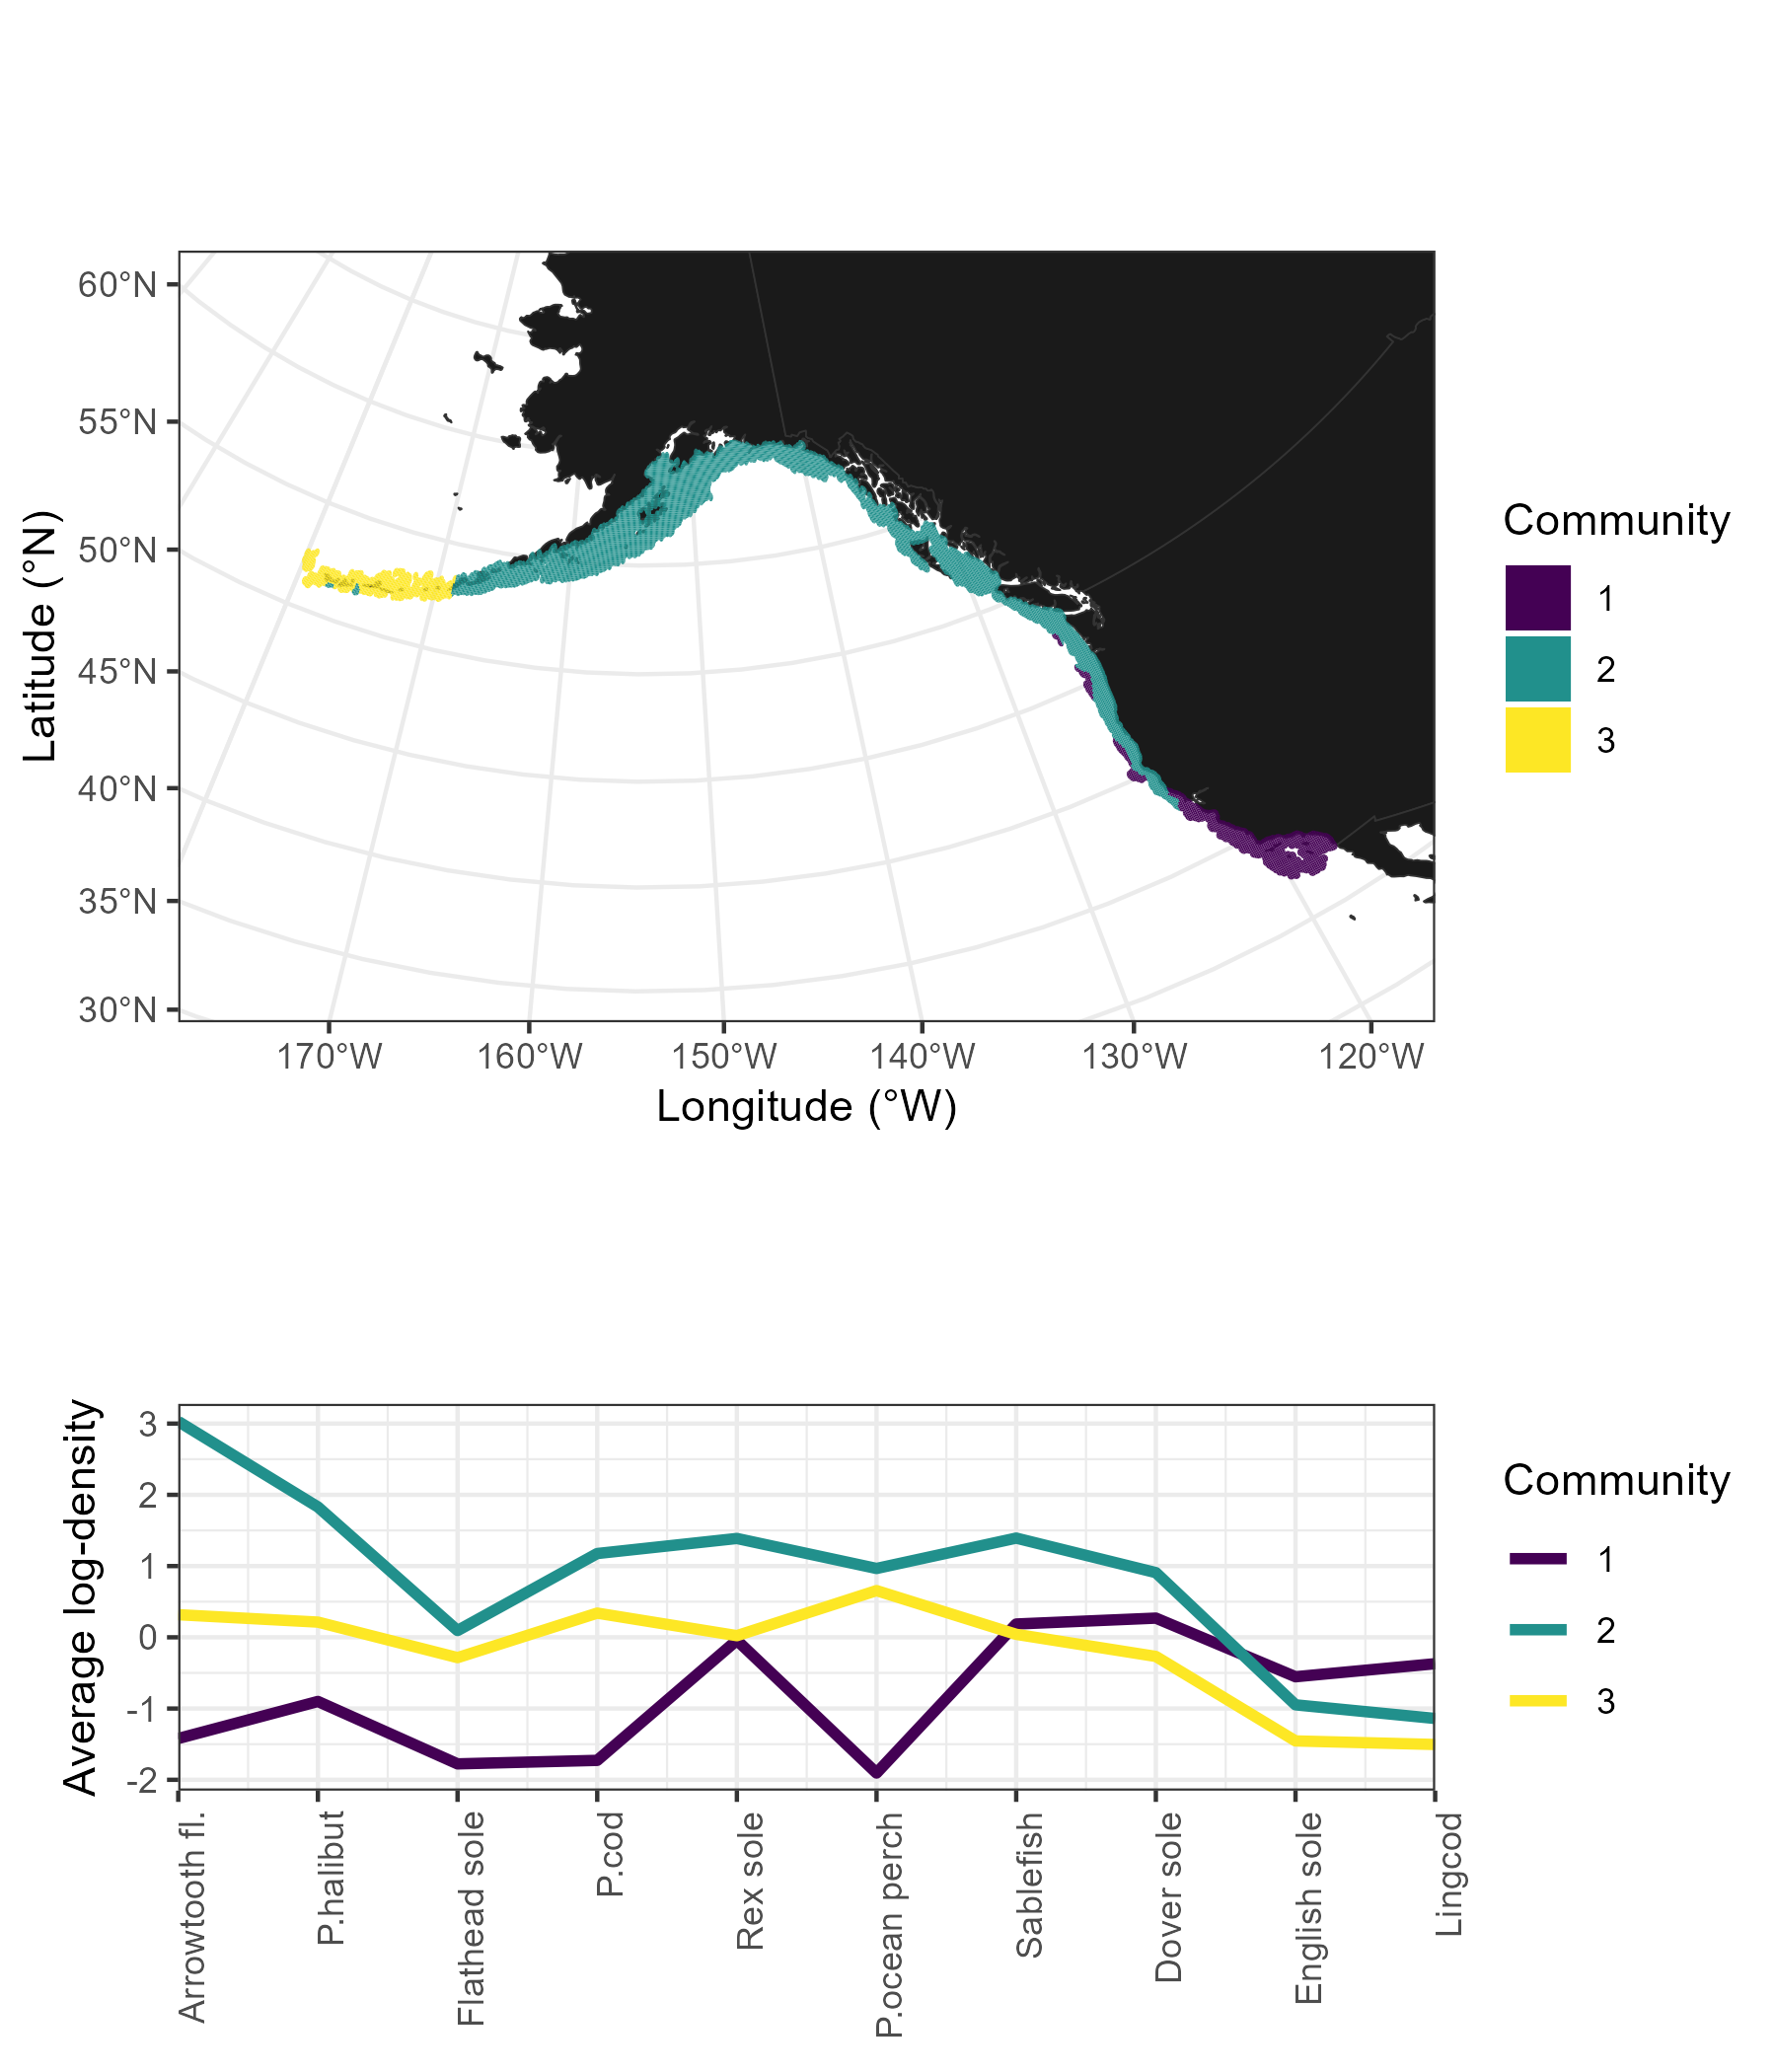 60°N
55°N
50°N
45°N
40°N
35°N
30°N
Latitude (°N)
170°W 160°W 150°W 140°W 130°W 120°W
Longitude (°W)
Community
1
2
3
3
2
1
0
-1
-2
Average log-density
Arrowtooth fl.
P.halibut
Flathead sole
P.cod
Rex sole
P.ocean perch
Sablefish
Dover sole
English sole
Lingcod
Community
1
2
3